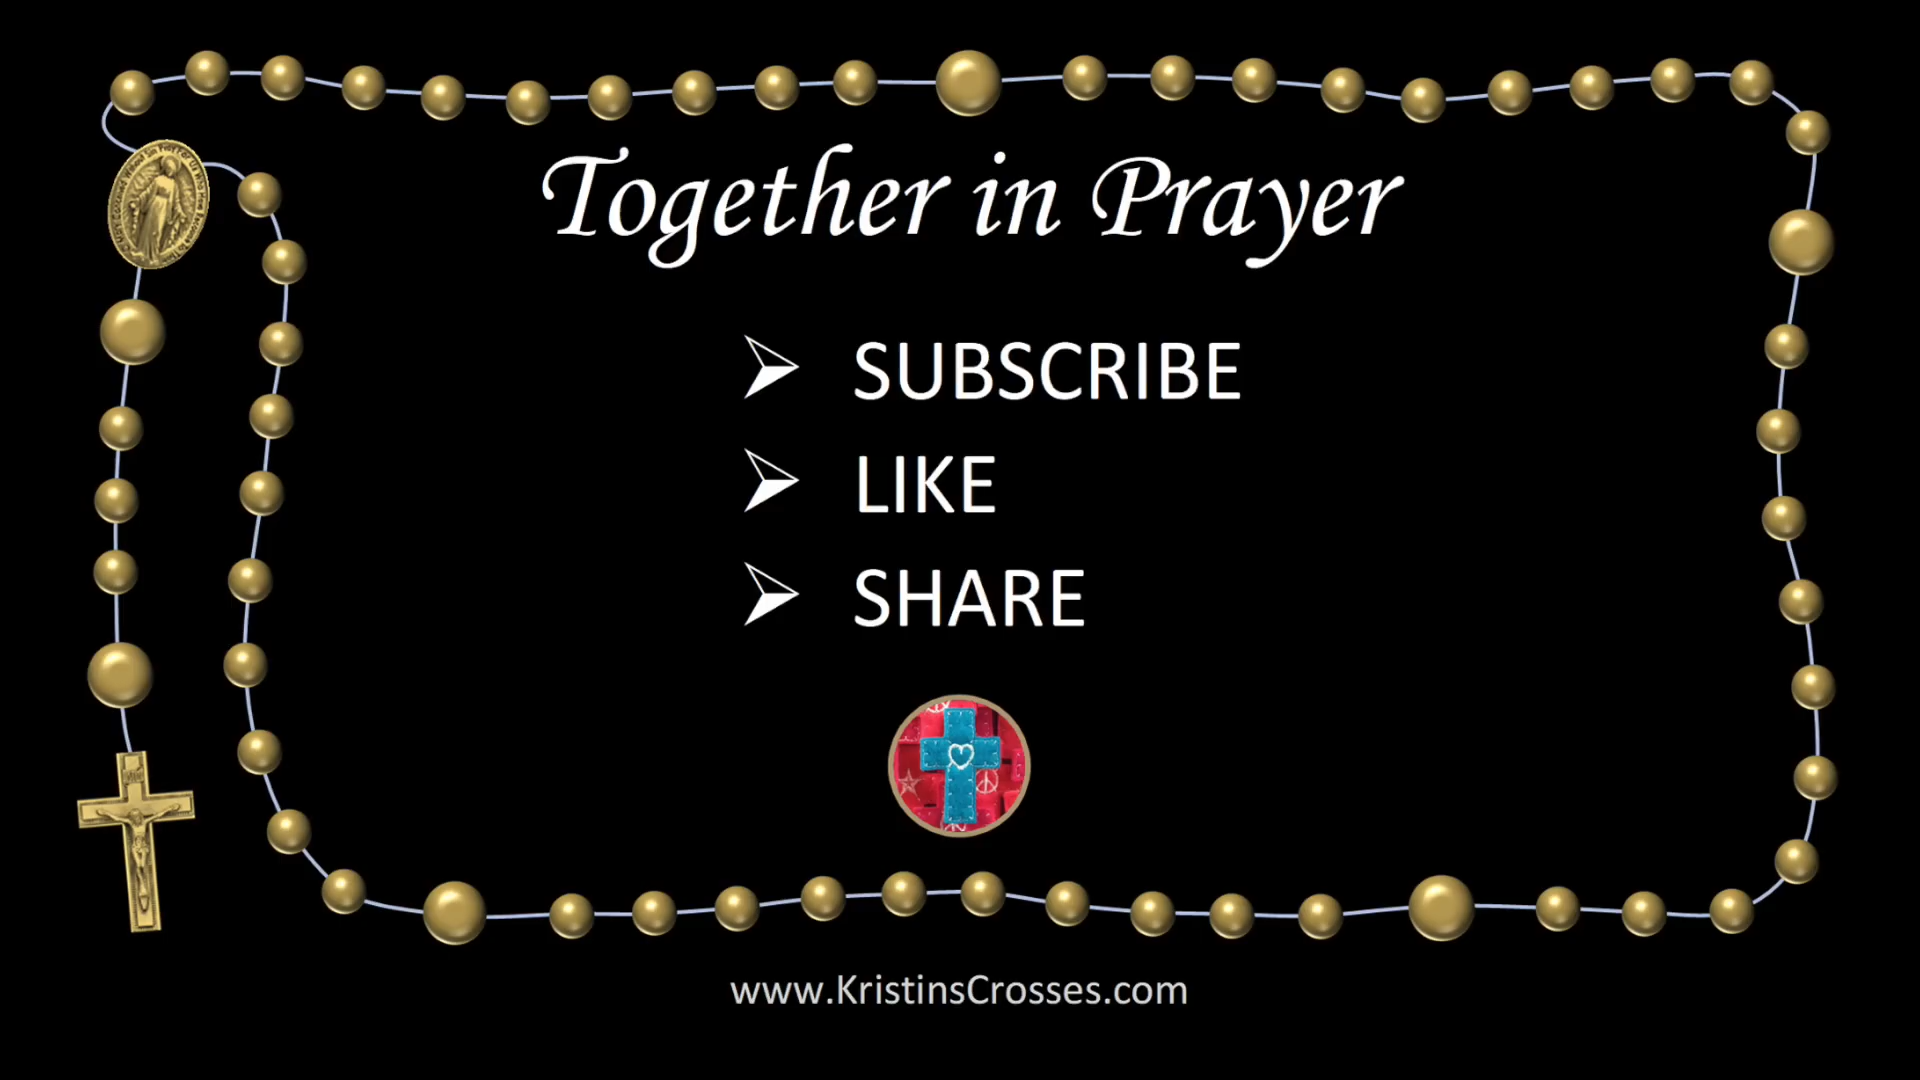 Together in Prayer
SUBSCRIBE
LIKE
SHARE
www.KristinsCrosses.com